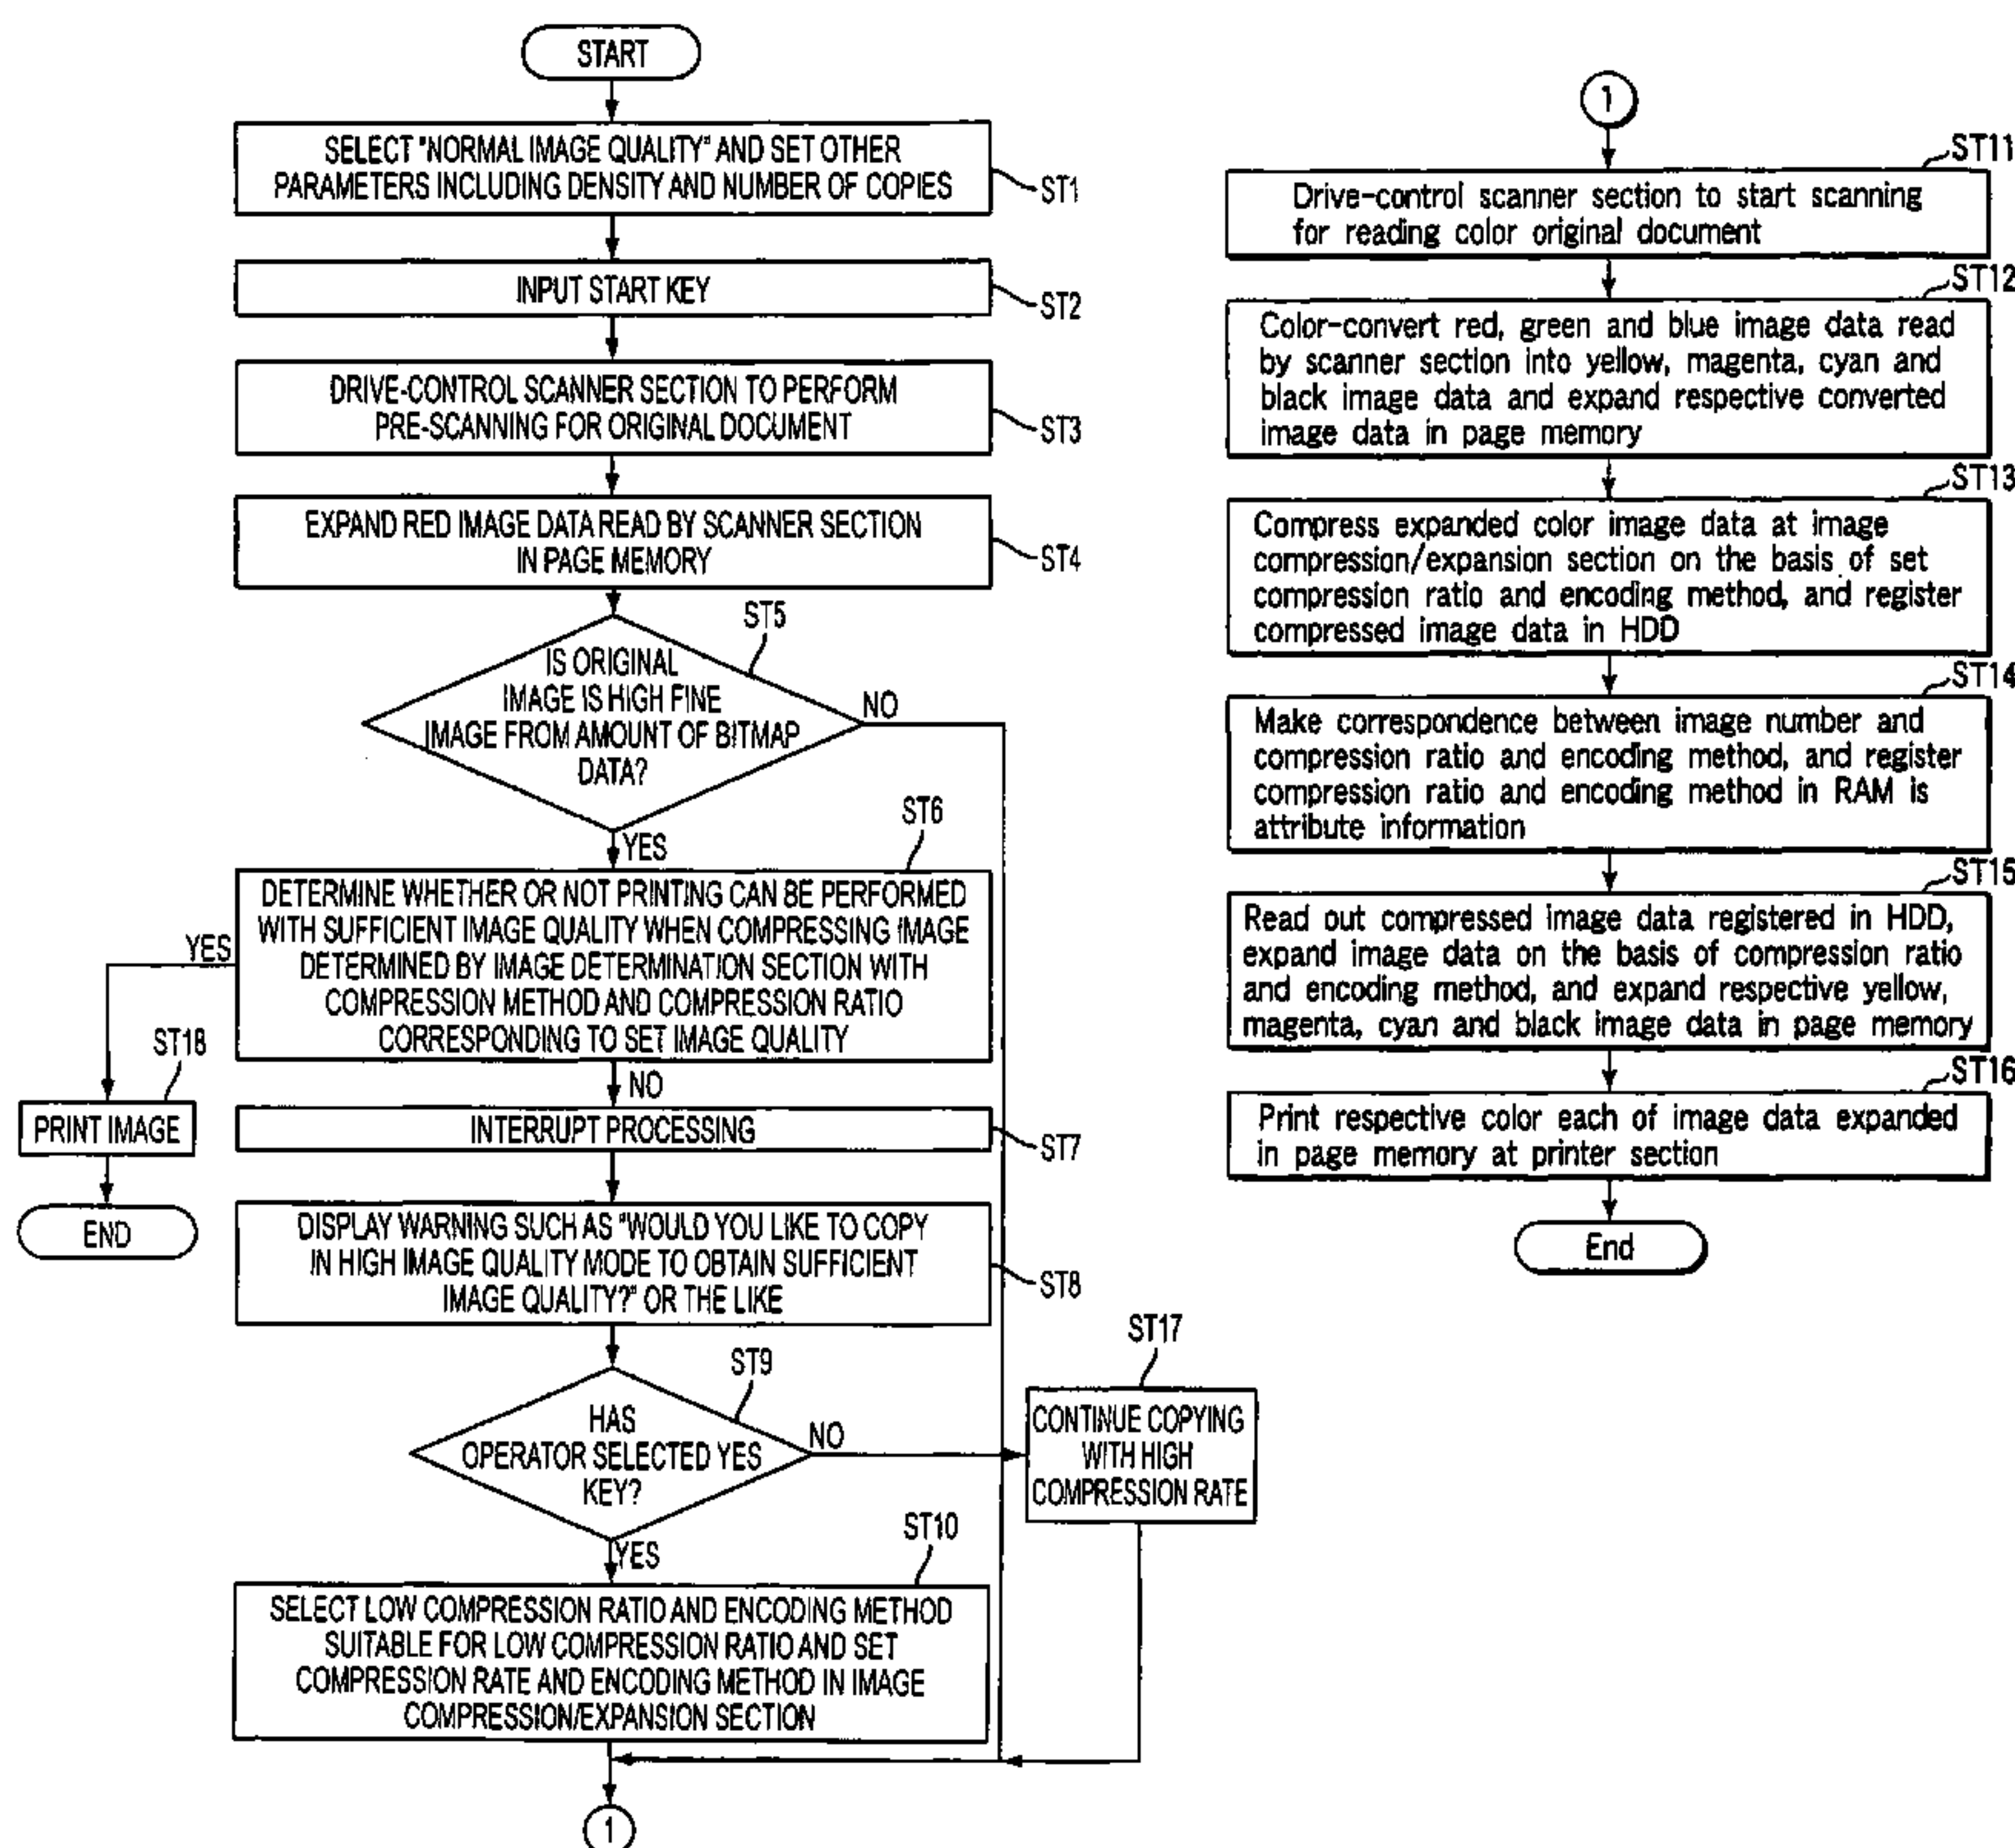 START
SELECT "NORMAL IMAGE QUALITY" AND SET OTHER
PARAMETERS INCLUDING DENSITY AND NUMBER OF COPIES
ST1
INPUT START KEY
ST2
DRIVE-CONTROL SCANNER SECTION TO PERFORM
PRE-SCANNING FOR ORIGINAL DOCUMENT
ST3
EXPAND RED IMAGE DATA READ BY SCANNER SECTION
IN PAGE MEMORY
ST4
ST5
IS ORIGINAL
IMAGE IS HIGH FINE
IMAGE FROM AMOUNT OF BITMAP
DATA?
NO
YES
ST6
DETERMINE WHETHER OR NOT PRINTING CAN BE PERFORMED
WITH SUFFICIENT IMAGE QUALITY WHEN COMPRESSING IMAGE
DETERMINED BY IMAGE DETERMINATION SECTION WITH
COMPRESSION METHOD AND COMPRESSION RATIO
CORRESPONDING TO SET IMAGE QUALITY
YES
ST18
PRINT IMAGE
END
NO
INTERRUPT PROCESSING
ST7
DISPLAY WARNING SUCH AS "WOULD YOU LIKE TO COPY
IN HIGH IMAGE QUALITY MODE TO OBTAIN SUFFICIENT
IMAGE QUALITY?" OR THE LIKE
ST8
ST9
HAS
OPERATOR SELECTED YES
KEY?
NO
ST17
CONTINUE COPYING
WITH HIGH
COMPRESSION RATE
YES
ST10
SELECT LOW COMPRESSION RATIO AND ENCODING METHOD
SUITABLE FOR LOW COMPRESSION RATIO AND SET
COMPRESSION RATE AND ENCODING METHOD IN IMAGE
COMPRESSION/EXPANSION SECTION
1
1
ST11
Drive-control scanner section to start scanning
for reading color original document
ST12
Color-convert red, green and blue image data read
by scanner section into yellow, magenta, cyan and
black image data and expand respective converted
image data in page memory
ST13
Compress expanded color image data at image
compression/expansion section on the basis of set
compression ratio and encoding method, and register
compressed image data in HDD
ST14
Make correspondence between image number and
compression ratio and encoding method, and register
compression ratio and encoding method in RAM is
attribute information
ST15
Read out compressed image data registered in HDD,
expand image data on the basis of compression ratio
and encoding method, and expand respective yellow,
magenta, cyan and black image data in page memory
ST16
Print respective color each of image data expanded
in page memory at printer section
End